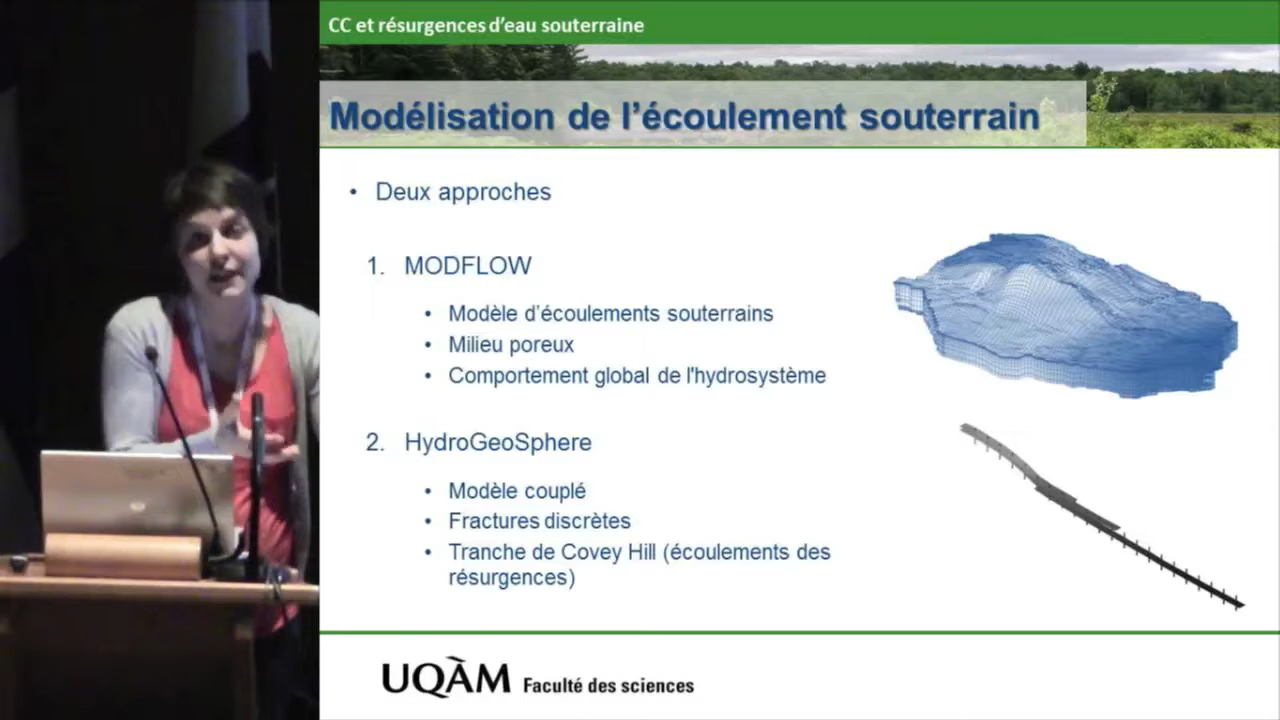 CC et résurgences d'eau souterraine
Modélisation de l'écoulement souterrain
• Deux approches
1. MODFLOW
• Modèle d'écoulements souterrains
• Milieu poreux
• Comportement global de l'hydrosystème
2. HydroGeoSphere
• Modèle couplé
• Fractures discrètes
• Tranche de Covey Hill (écoulements des
résurgences)
UQÀM Faculté des sciences